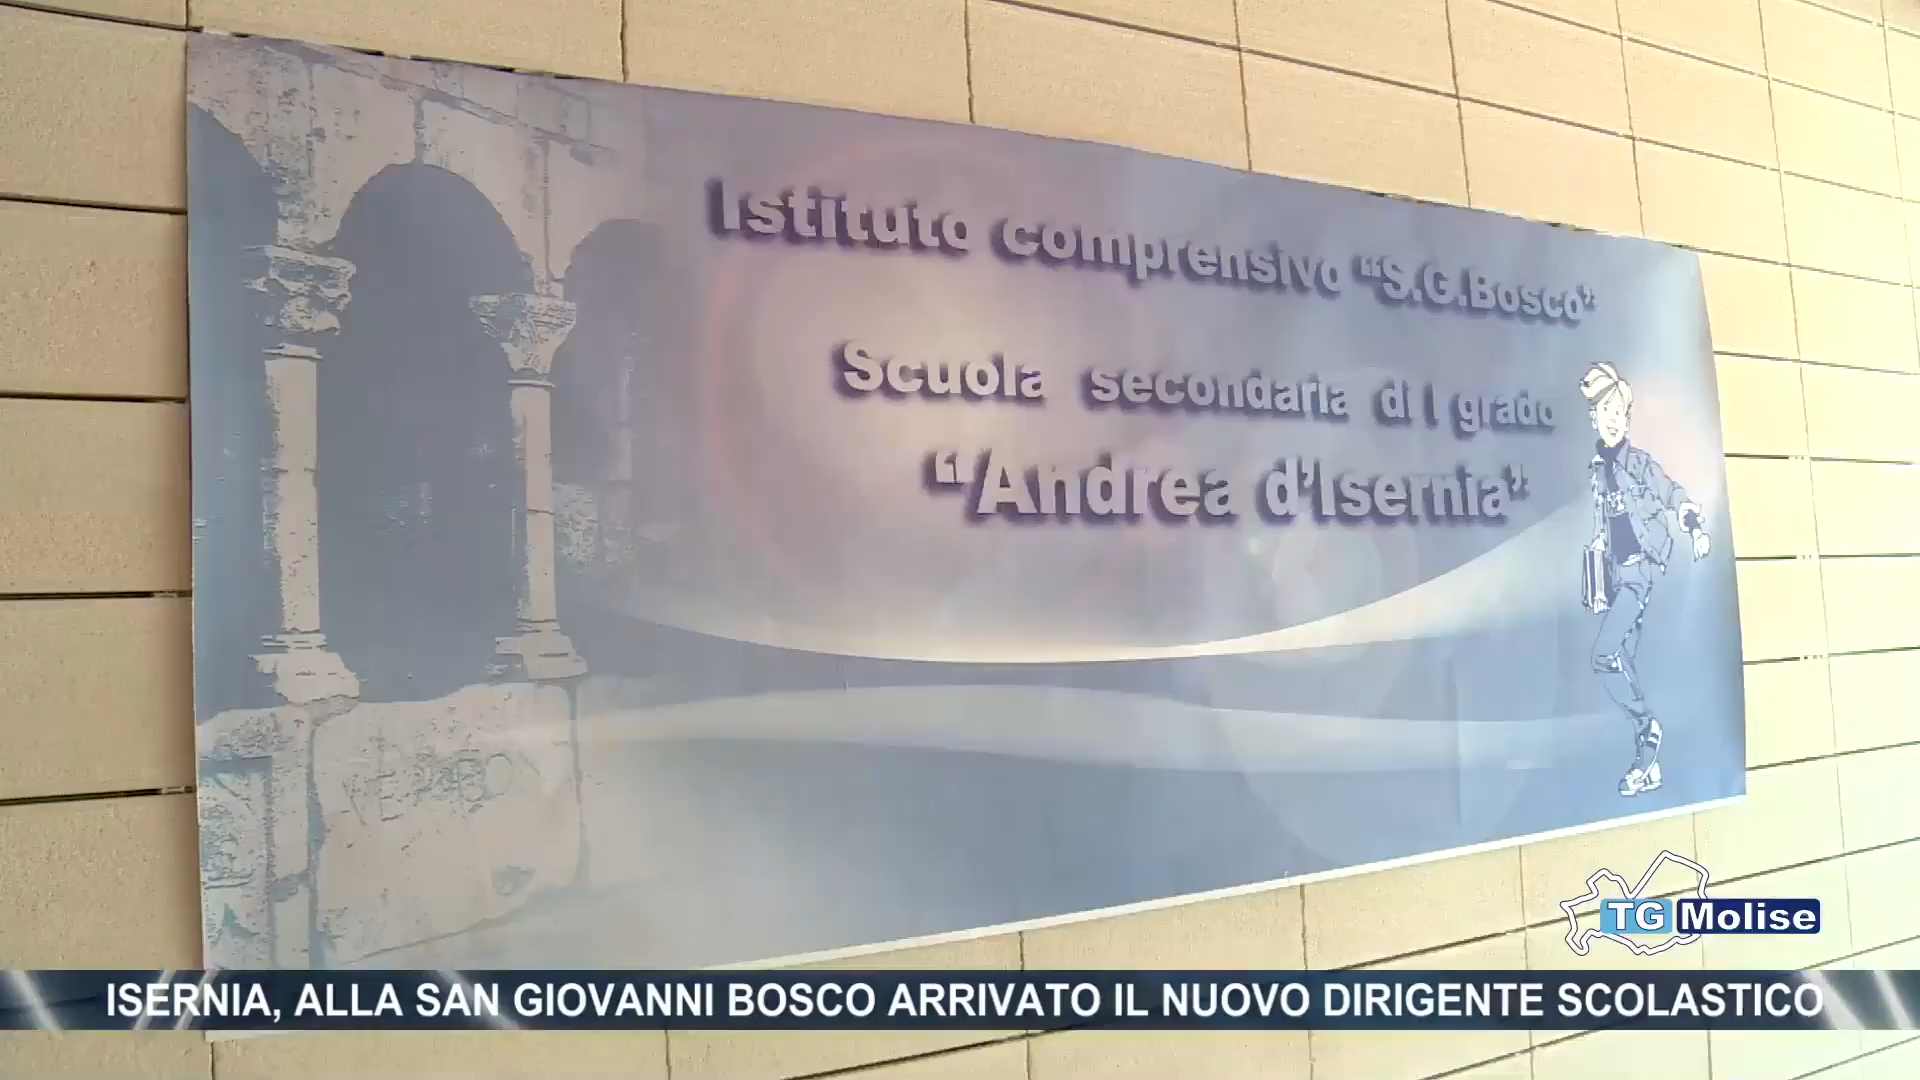 Istituto comprensivo “S.G.Bosco”
Scuola secondaria di I grado
“Andrea d’Isernia”
TG Molise
ISERNIA, ALLA SAN GIOVANNI BOSCO ARRIVATO IL NUOVO DIRIGENTE SCOLASTICO